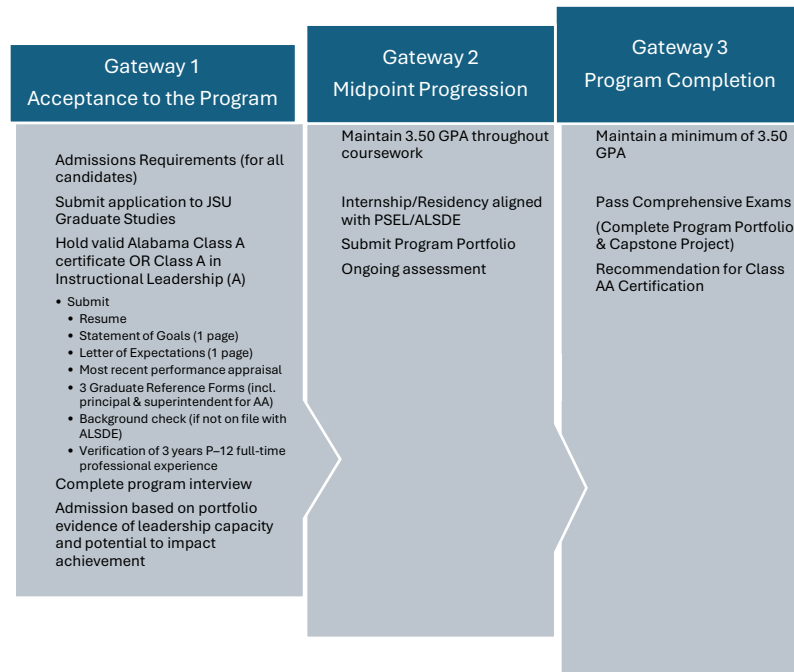 Gateway 1
Acceptance to the Program
Admissions Requirements (for all
candidates)
Submit application to JSU
Graduate Studies
Hold valid Alabama Class A
certificate OR Class A in
Instructional Leadership (A)
• Submit
• Resume
• Statement of Goals (1 page)
• Letter of Expectations (1 page)
• Most recent performance appraisal
• 3 Graduate Reference Forms (incl.
principal & superintendent for AA)
• Background check (if not on file with
ALSDE)
• Verification of 3 years P–12 full-time
professional experience
Complete program interview
Admission based on portfolio
evidence of leadership capacity
and potential to impact
achievement
Gateway 2
Midpoint Progression
Maintain 3.50 GPA throughout
coursework
Internship/Residency aligned
with PSEL/ALSDE
Submit Program Portfolio
Ongoing assessment
Gateway 3
Program Completion
Maintain a minimum of 3.50
GPA
Pass Comprehensive Exams
(Complete Program Portfolio
& Capstone Project)
Recommendation for Class
AA Certification